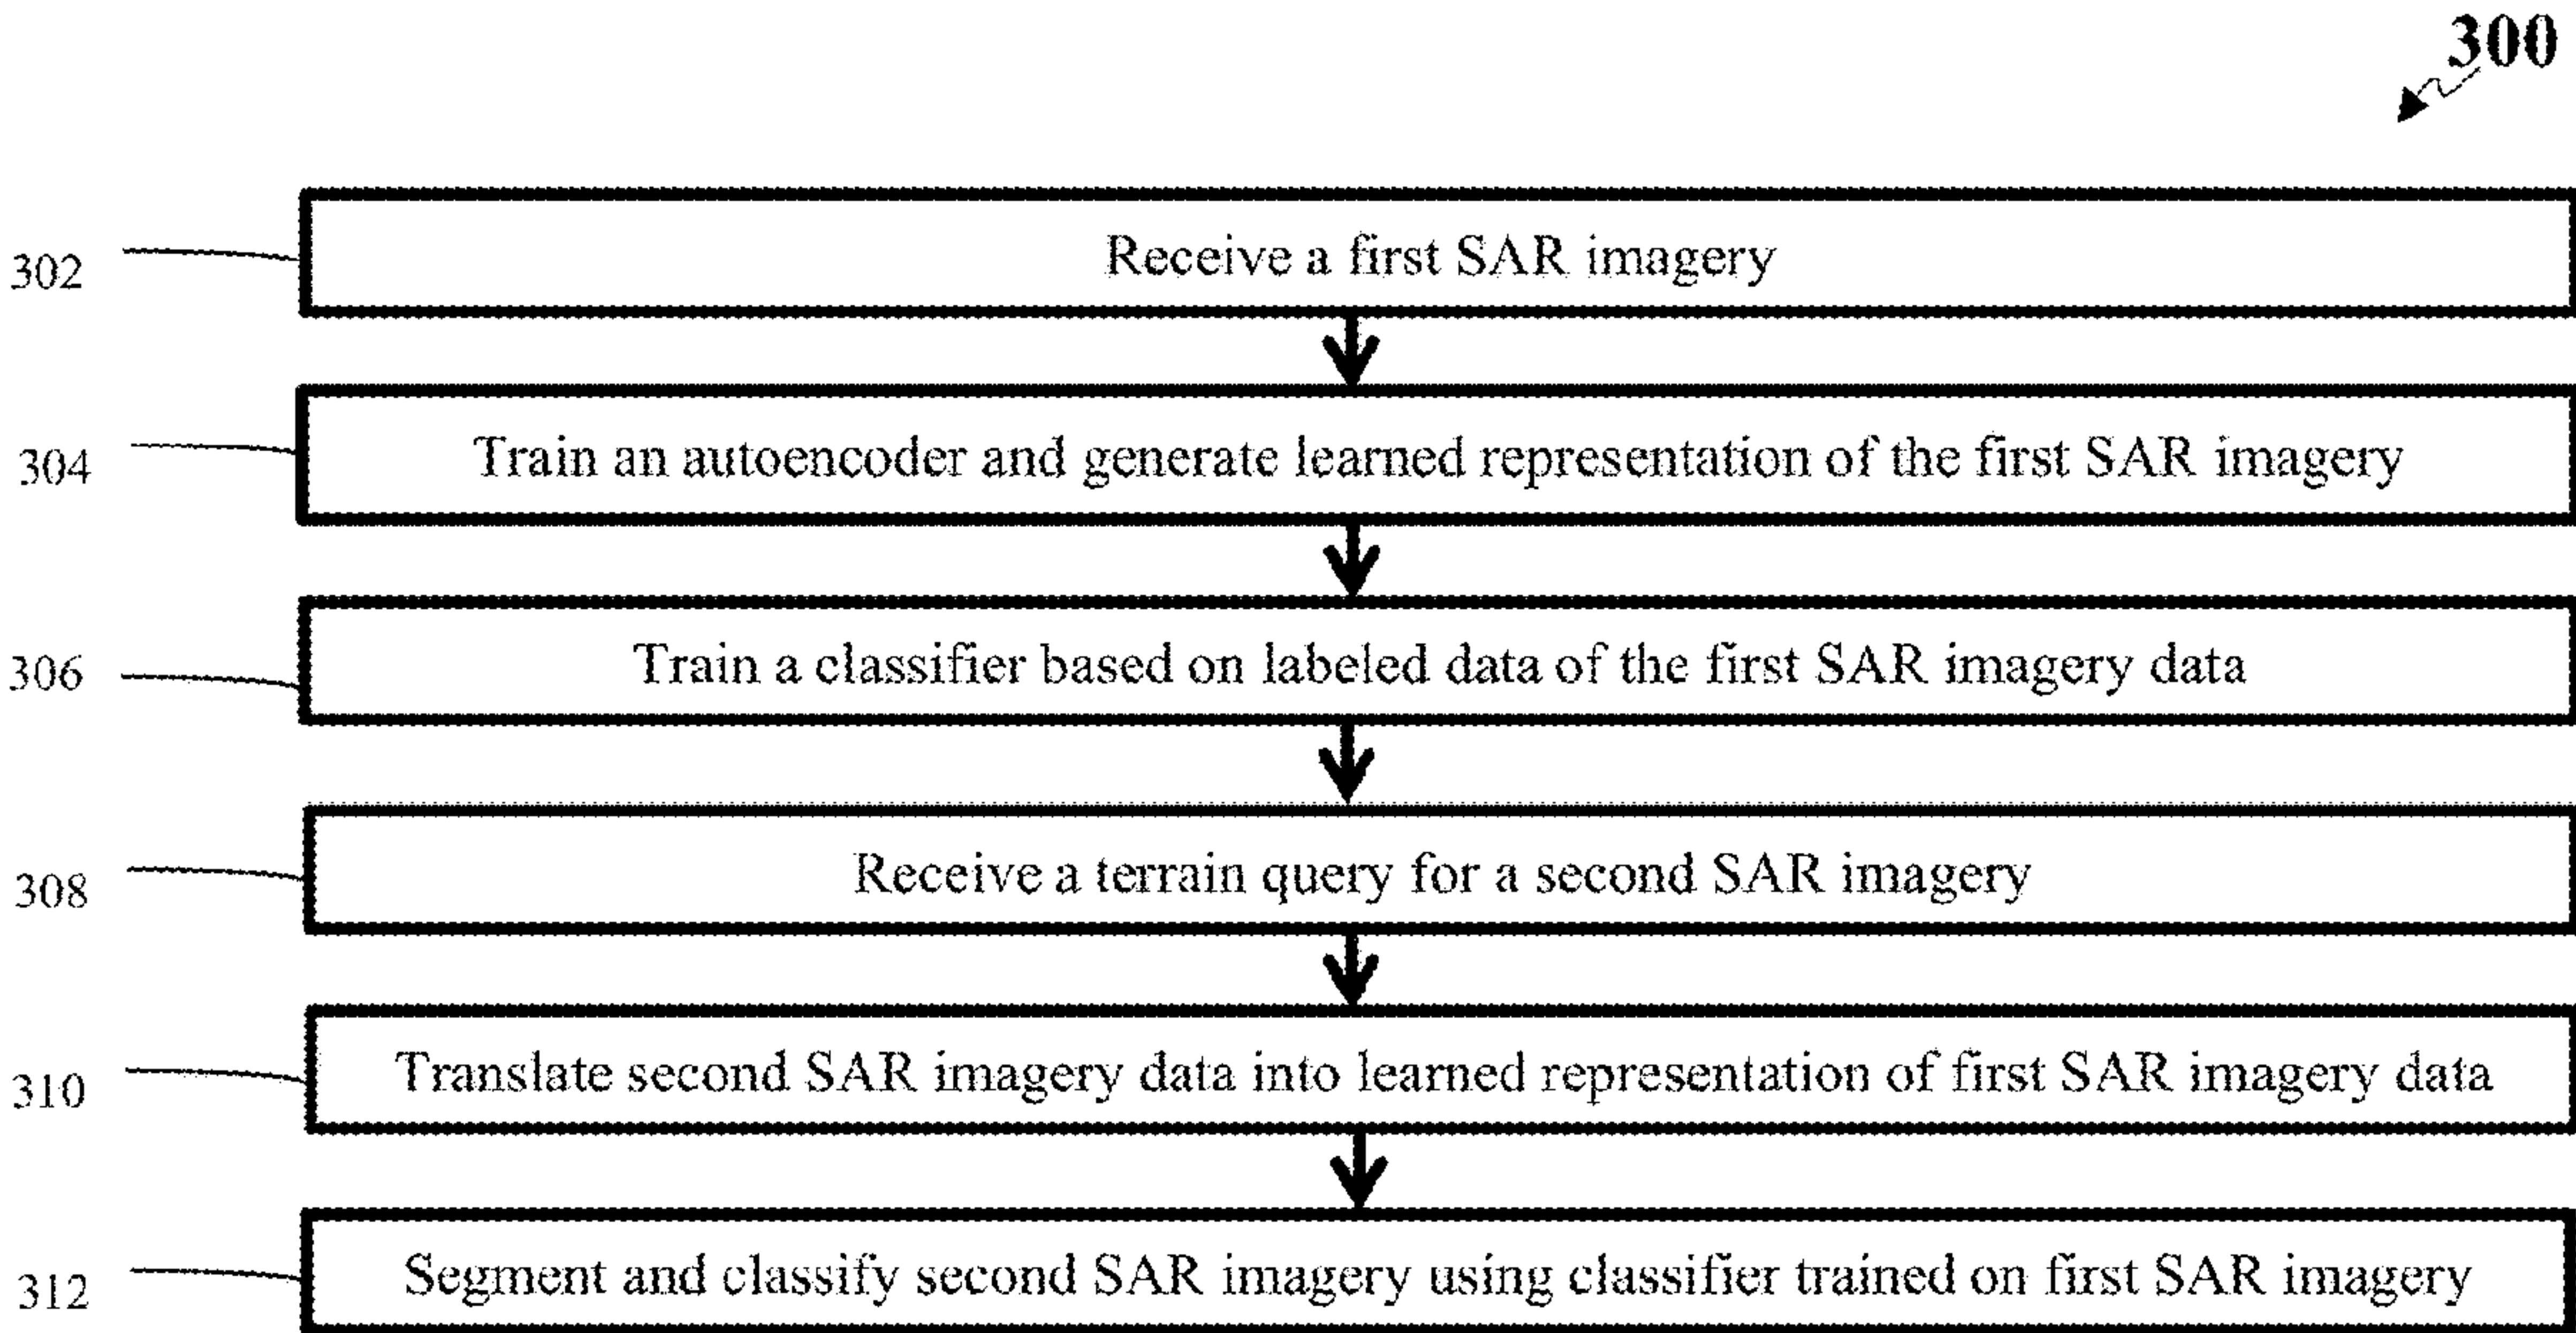 300
302 Receive a first SAR imagery
304 Train an autoencoder and generate learned representation of the first SAR imagery
306 Train a classifier based on labeled data of the first SAR imagery data
308 Receive a terrain query for a second SAR imagery
310 Translate second SAR imagery data into learned representation of first SAR imagery data
312 Segment and classify second SAR imagery using classifier trained on first SAR imagery